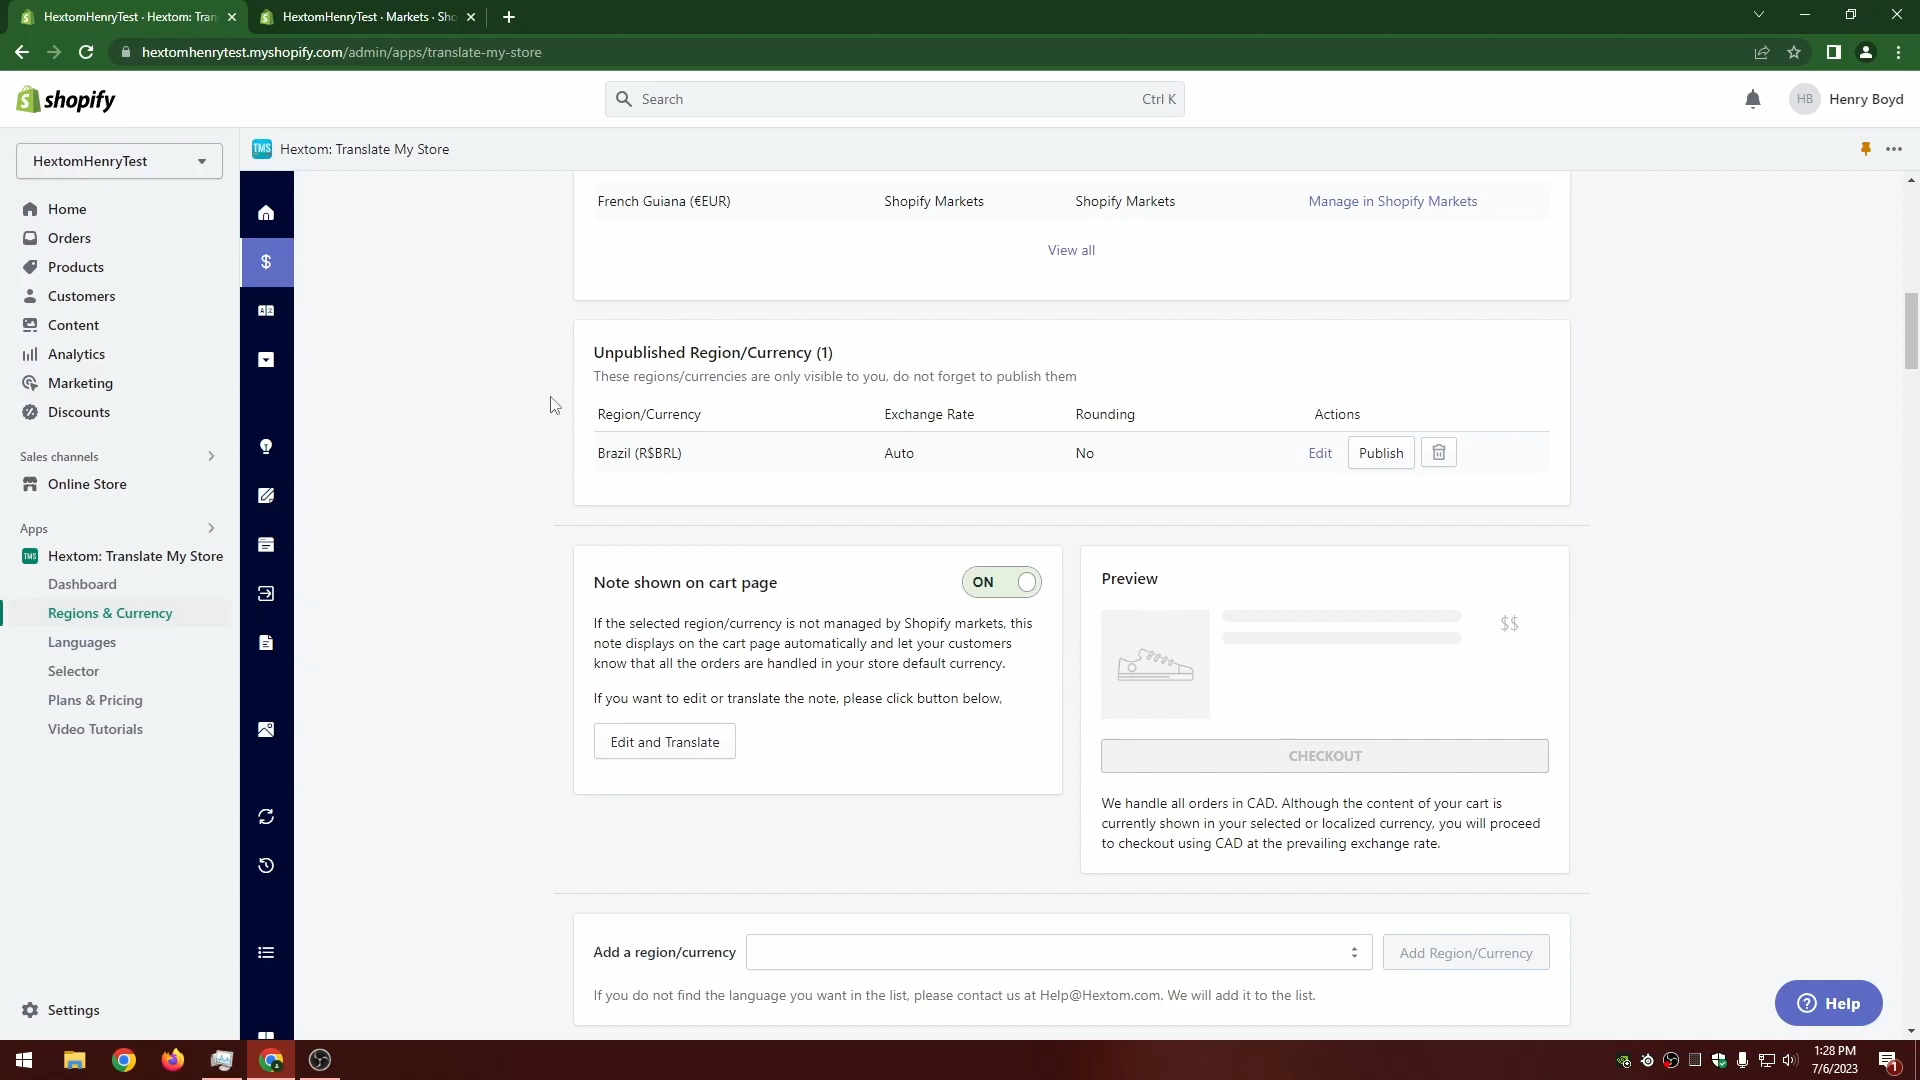 HextomHenryTest · Hextom: Tran
HextomHenryTest · Markets · Sho
hextomhenrytest.myshopify.com/admin/apps/translate-my-store
shopify
Search
Ctrl K
HB
Henry Boyd
HextomHenryTest
TMS
Hextom: Translate My Store
Home
Orders
Products
Customers
Content
Analytics
Marketing
Discounts
Sales channels
Online Store
Apps
TMS
Hextom: Translate My Store
Dashboard
Regions & Currency
Languages
Selector
Plans & Pricing
Video Tutorials
Settings
French Guiana (€EUR) Shopify Markets Shopify Markets Manage in Shopify Markets
View all
Unpublished Region/Currency (1)
These regions/currencies are only visible to you, do not forget to publish them
Region/Currency Exchange Rate Rounding Actions
Brazil (R$BRL) Auto No Edit Publish
Note shown on cart page
ON
If the selected region/currency is not managed by Shopify markets, this
note displays on the cart page automatically and let your customers
know that all the orders are handled in your store default currency.
If you want to edit or translate the note, please click button below,
Edit and Translate
Preview
$$
CHECKOUT
We handle all orders in CAD. Although the content of your cart is
currently shown in your selected or localized currency, you will proceed
to checkout using CAD at the prevailing exchange rate.
Add a region/currency
Add Region/Currency
If you do not find the language you want in the list, please contact us at Help@Hextom.com. We will add it to the list.
Help
1:28 PM
7/6/2023
1